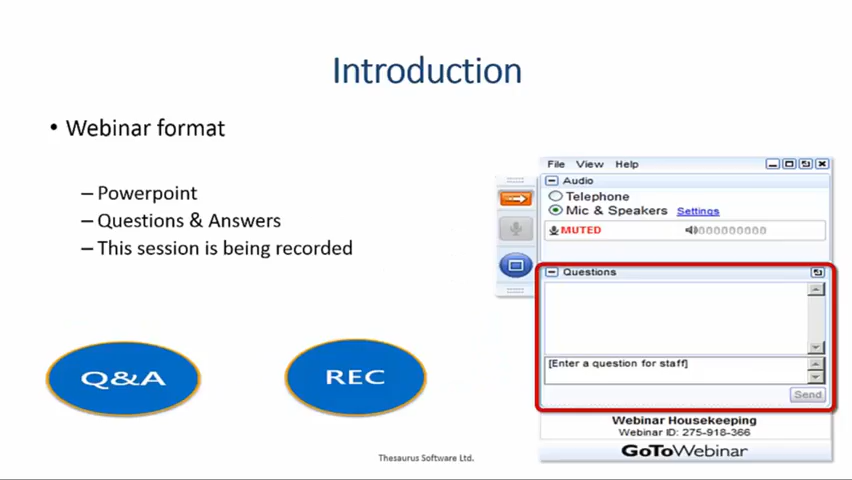 Introduction
• Webinar format
– Powerpoint
– Questions & Answers
– This session is being recorded
Q&A
REC
File View Help
Audio
Telephone
Mic & Speakers Settings
MUTED
Questions
[Enter a question for staff]
Send
Webinar Housekeeping
Webinar ID: 275-918-366
GoToWebinar
Thesaurus Software Ltd.